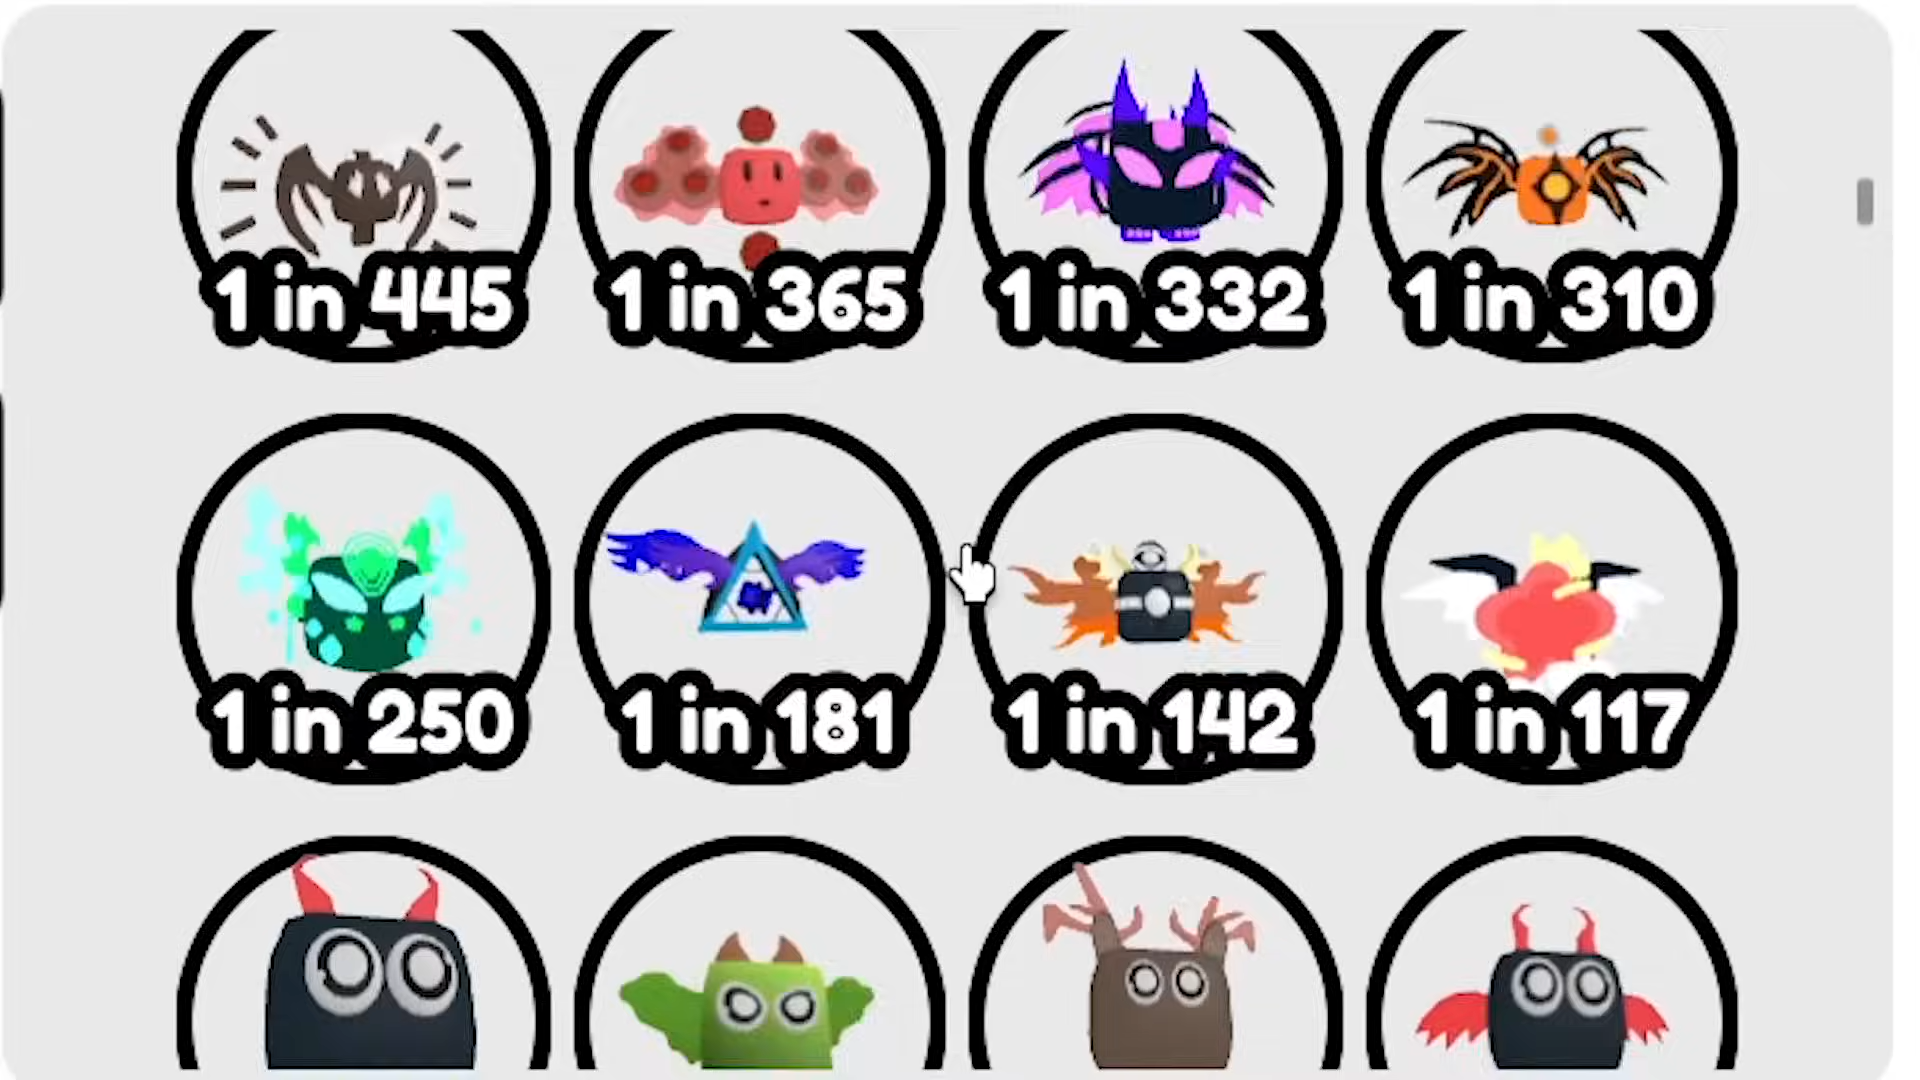 1 in 445
1 in 365
1 in 332
1 in 310
1 in 250
1 in 181
1 in 142
1 in 117